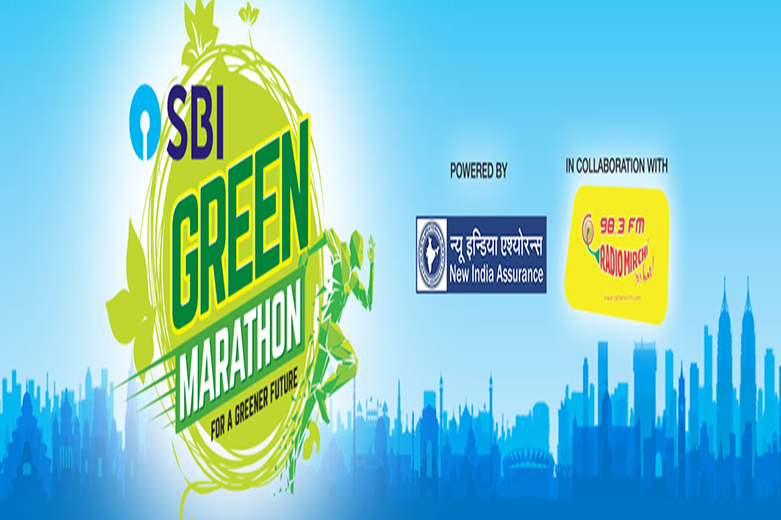 SBI
GREEN
MARATHON
FOR A GREENER FUTURE
POWERED BY
न्यू इन्डिया एश्योरन्स
New India Assurance
IN COLLABORATION WITH
98.3 FM
RADIO MIRCHI